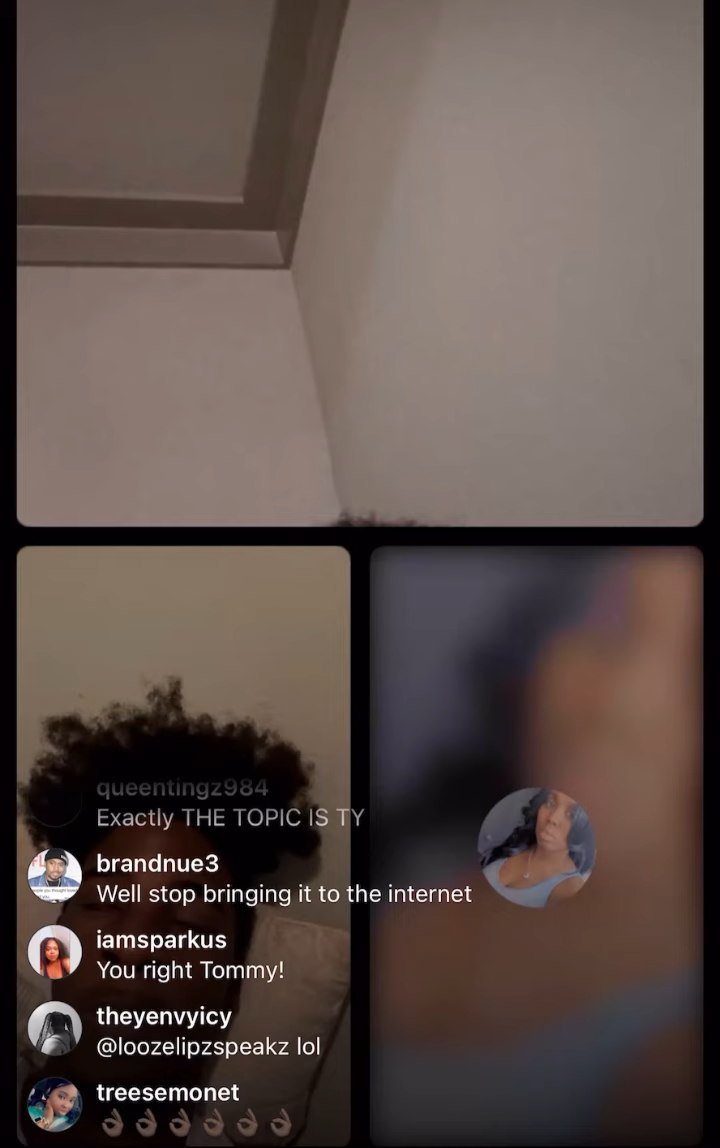 queentingz984
Exactly THE TOPIC IS TY
brandnue3
Well stop bringing it to the internet
iamsparkus
You right Tommy!
theyenvyicy
@loozelipzspeakz lol
treesemonet
👌🏽👌🏽👌🏽👌🏽👌🏽👌🏽